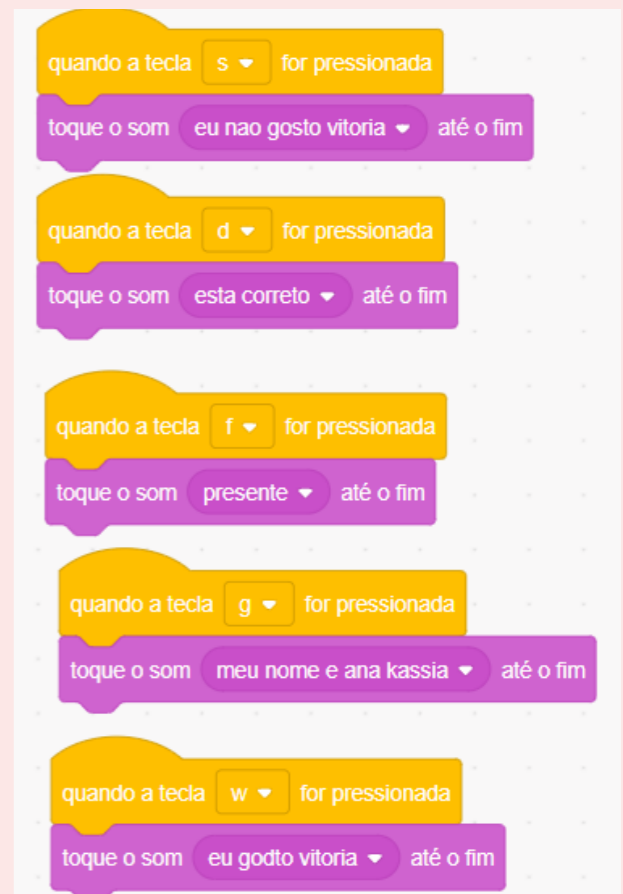 quando a tecla s for pressionada
toque o som eu nao gosto vitoria até o fim
quando a tecla d for pressionada
toque o som esta correto até o fim
quando a tecla f for pressionada
toque o som presente até o fim
quando a tecla g for pressionada
toque o som meu nome e ana kassia até o fim
quando a tecla w for pressionada
toque o som eu godto vitoria até o fim